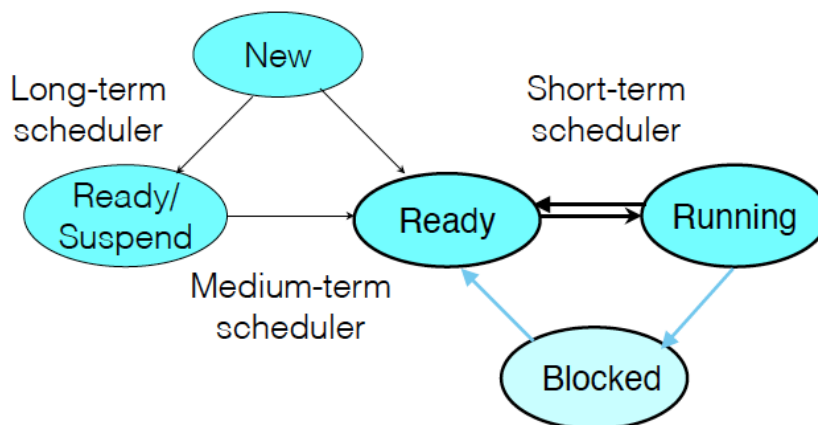 New
Long-term
scheduler
Short-term
scheduler
Ready/
Suspend
Ready
Running
Medium-term
scheduler
Blocked